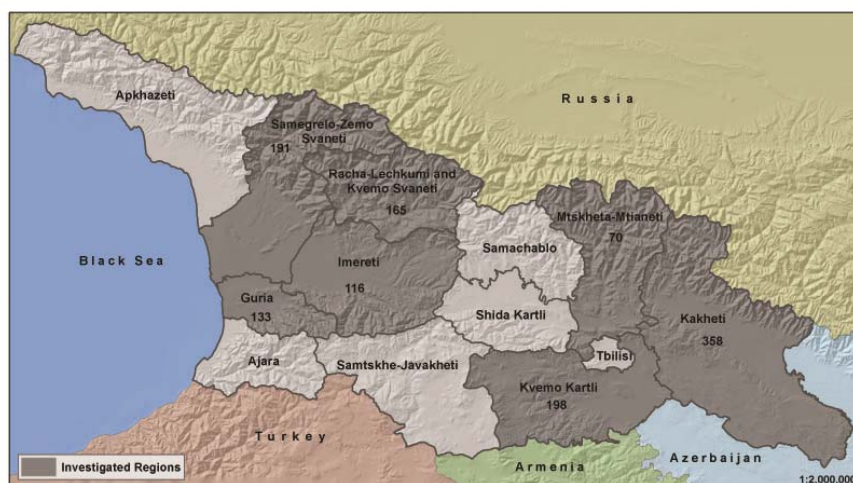 Apkhazeti
Russia
Samegrelo-Zemo
Svaneti
191
Racha-Lechkumi and
Kvemo Svaneti
165
Mtskheta-Mtianeti
70
Black Sea
Samachablo
Imereti
116
Guria
133
Shida Kartli
Kakheti
358
Ajara
Samtskhe-Javakheti
Tbilisi
Kvemo Kartli
198
Turkey
Azerbaijan
Armenia
Investigated Regions
1:2,000,000